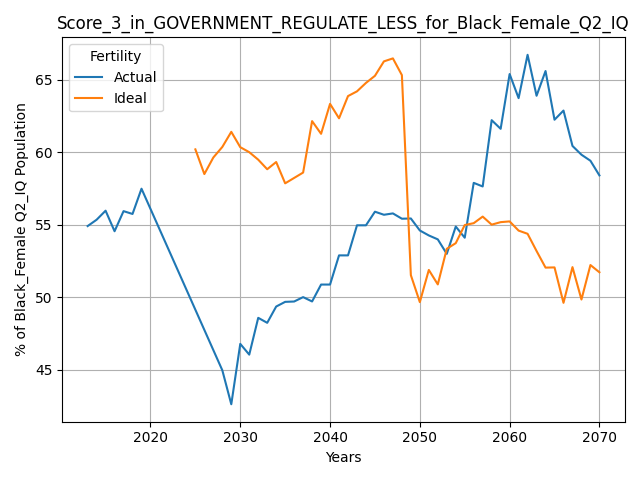 Score_3_in_GOVERNMENT_REGULATE_LESS_for_Black_Female_Q2_IQ
Fertility
Actual
Ideal
% of Black_Female Q2_IQ Population
65
60
55
50
45
2020 2030 2040 2050 2060 2070
Years